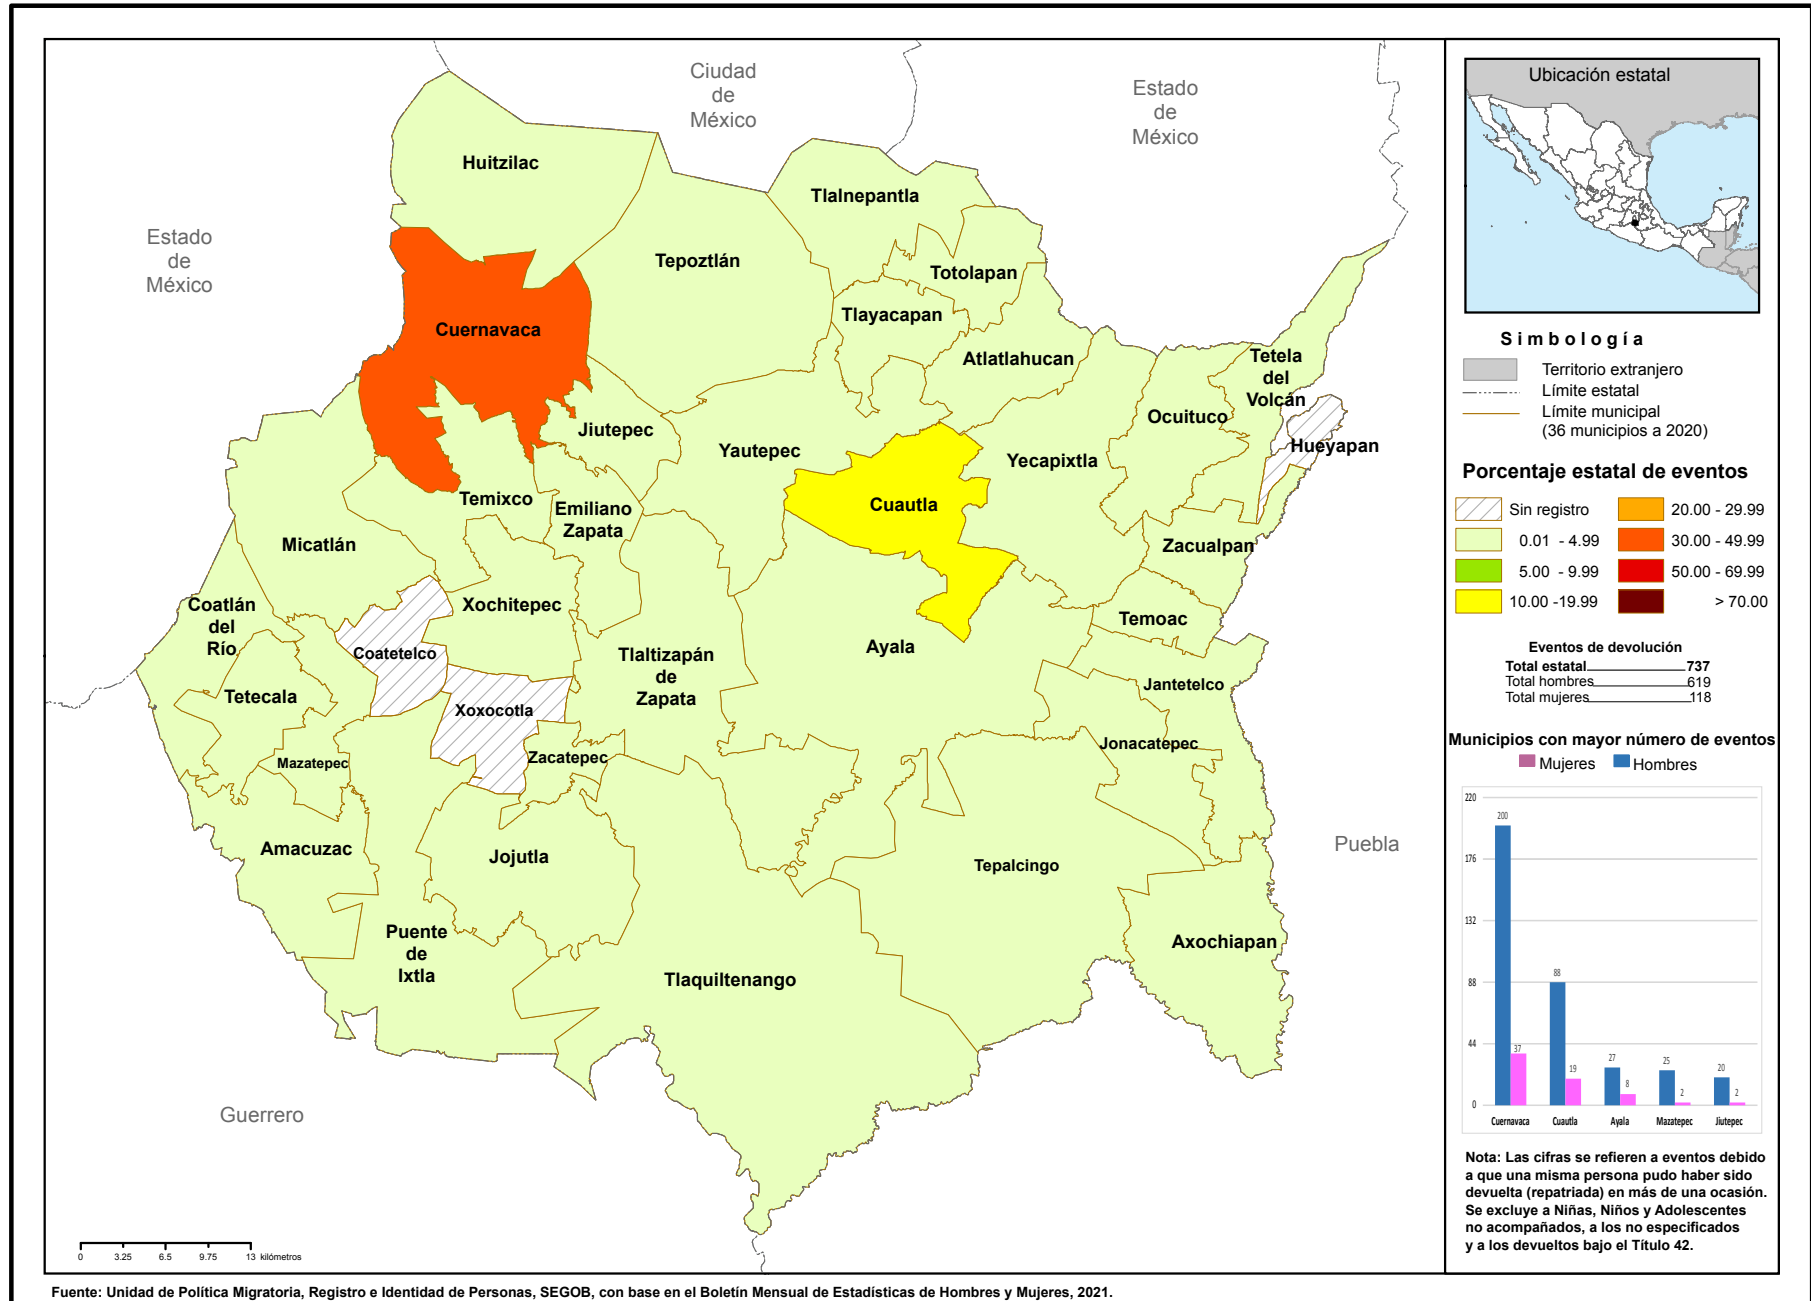 Ciudad
de
México
Estado
de
México
Estado
de
México
Huitzilac
Tlalnepantla
Tepoztlán
Totolapan
Tlayacapan
Cuernavaca
Atlatlahucan
Tetela
del
Volcán
Ocuituco
Jiutepec
Hueyapan
Yautepec
Yecapixtla
Temixco
Cuautla
Emiliano
Zapata
Micatlán
Zacualpan
Coatlán
del
Río
Xochitepec
Temoac
Ayala
Coatetelco
Tlaltizapán
de
Zapata
Jantetelco
Tetecala
Xoxocotla
Jonacatepec
Mazatepec
Zacatepec
Amacuzac
Jojutla
Tepalcingo
Puebla
Puente
de
Ixtla
Axochiapan
Tlaquiltenango
Guerrero
0 3.25 6.5 9.75 13 kilómetros
Ubicación estatal
Simbología
Territorio extranjero
Límite estatal
Límite municipal
(36 municipios a 2020)
Porcentaje estatal de eventos
Sin registro
0.01 - 4.99
5.00 - 9.99
10.00 -19.99
20.00 - 29.99
30.00 - 49.99
50.00 - 69.99
> 70.00
Eventos de devolución
Total estatal 737
Total hombres 619
Total mujeres 118
Municipios con mayor número de eventos
Mujeres Hombres
220
176
132
88
44
0
200
37
88
19
27
8
25
2
20
2
Cuernavaca Cuautla Ayala Mazatepec Jiutepec
Nota: Las cifras se refieren a eventos debido
a que una misma persona pudo haber sido
devuelta (repatriada) en más de una ocasión.
Se excluye a Niñas, Niños y Adolescentes
no acompañados, a los no especificados
y a los devueltos bajo el Título 42.
Fuente: Unidad de Política Migratoria, Registro e Identidad de Personas, SEGOB, con base en el Boletín Mensual de Estadísticas de Hombres y Mujeres, 2021.